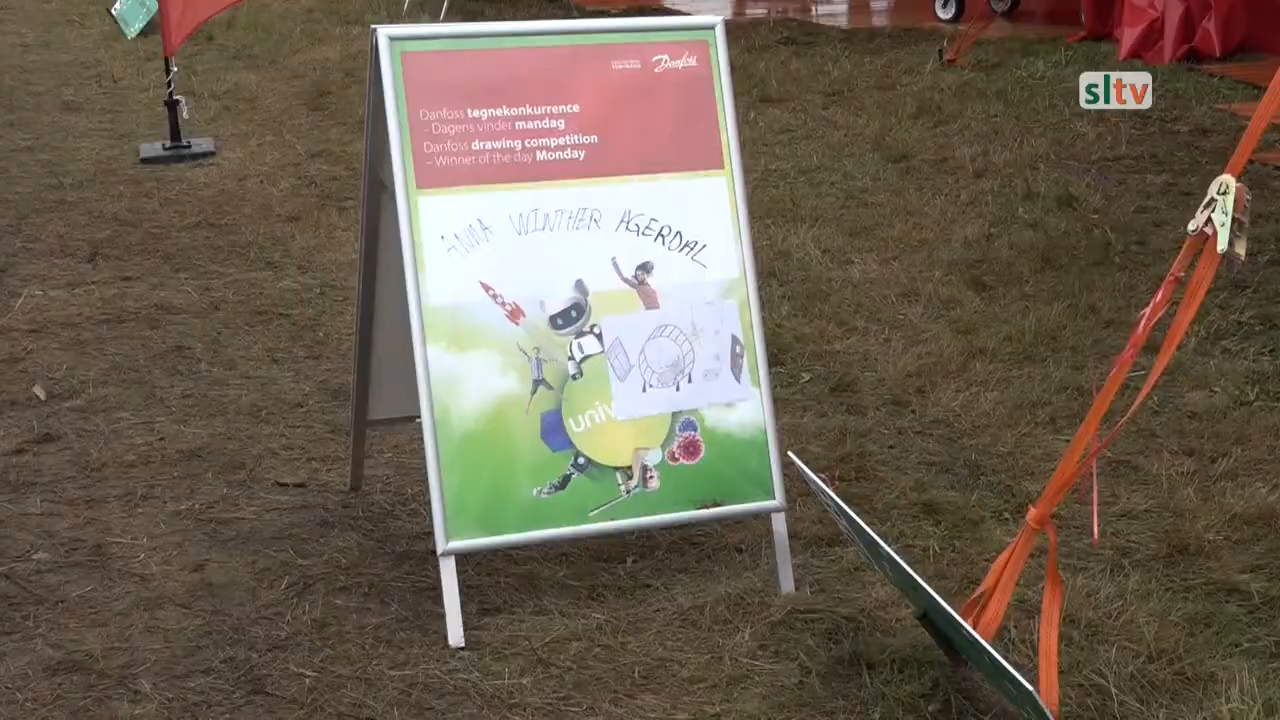 Danfoss
sltv
Danfoss tegnekonkurrence
- Dagens vinder mandag
Danfoss drawing competition
- Winner of the day Monday
ANNA WINTHER AGERDAL
univ